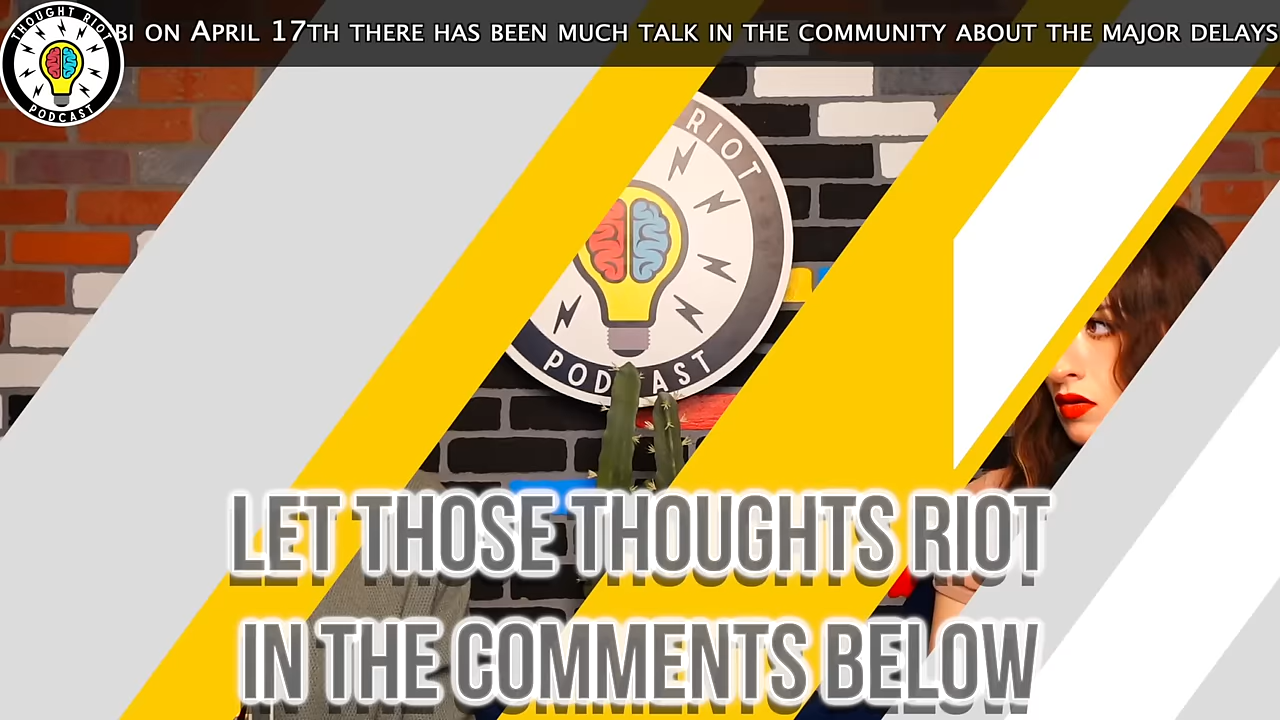 BI ON APRIL 17TH THERE HAS BEEN MUCH TALK IN THE COMMUNITY ABOUT THE MAJOR DELAYS
THOUGHT RIOT
PODCAST
RIOT
PODCAST
LET THOSE THOUGHTS RIOT
IN THE COMMENTS BELOW